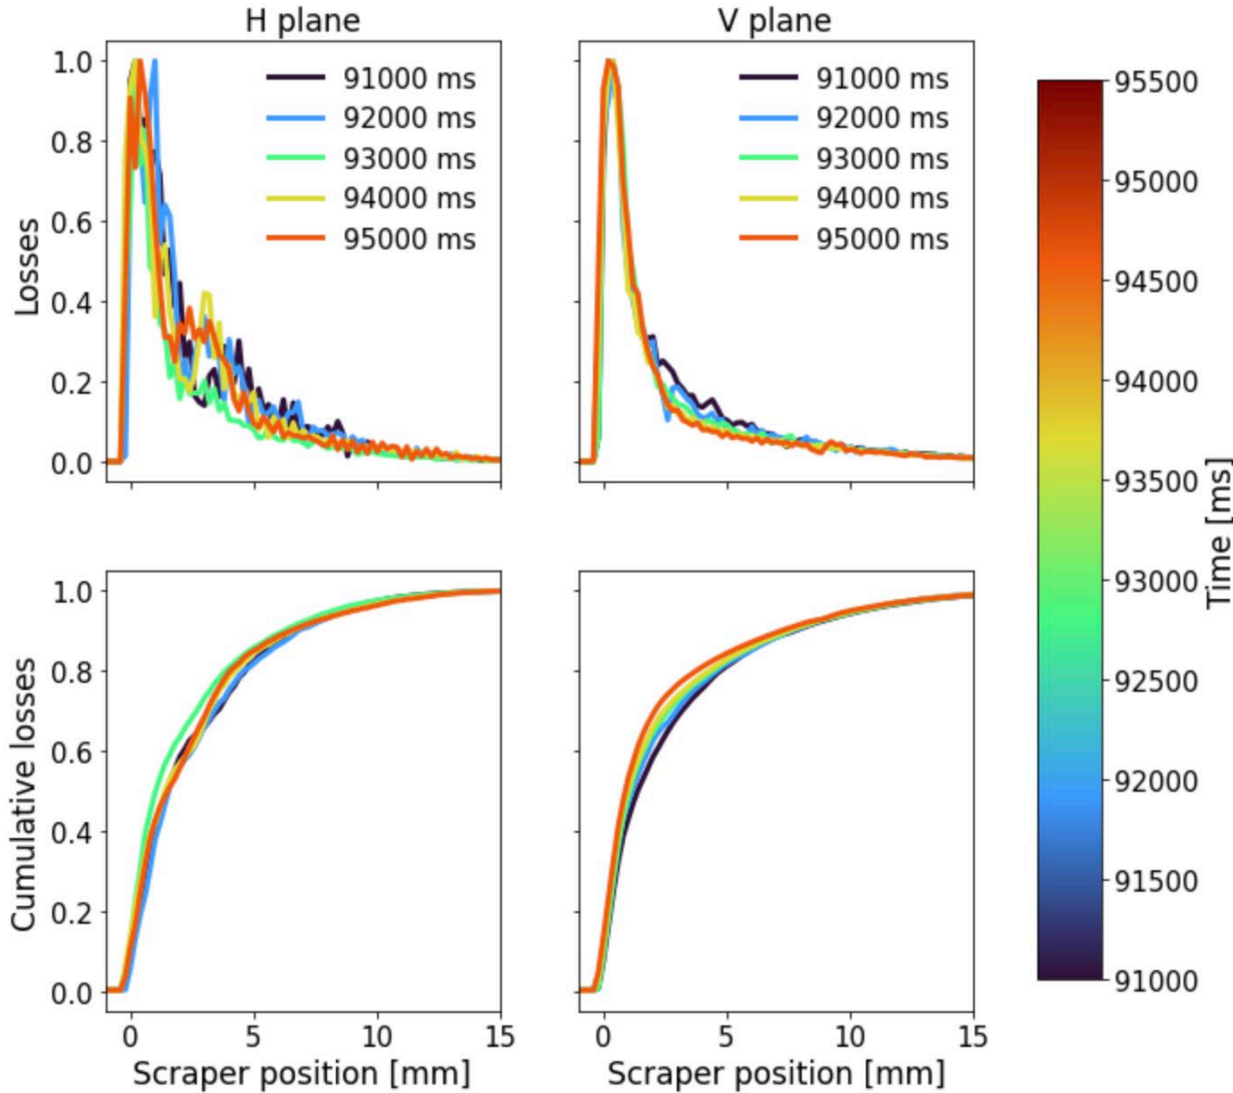 H plane
V plane
Losses
1.0
0.8
0.6
0.4
0.2
0.0
91000 ms
92000 ms
93000 ms
94000 ms
95000 ms
91000 ms
92000 ms
93000 ms
94000 ms
95000 ms
Cumulative losses
1.0
0.8
0.6
0.4
0.2
0.0
0 5 10 15
0 5 10 15
Scraper position [mm]
Scraper position [mm]
95500
95000
94500
94000
93500
93000
92500
92000
91500
91000
Time [ms]